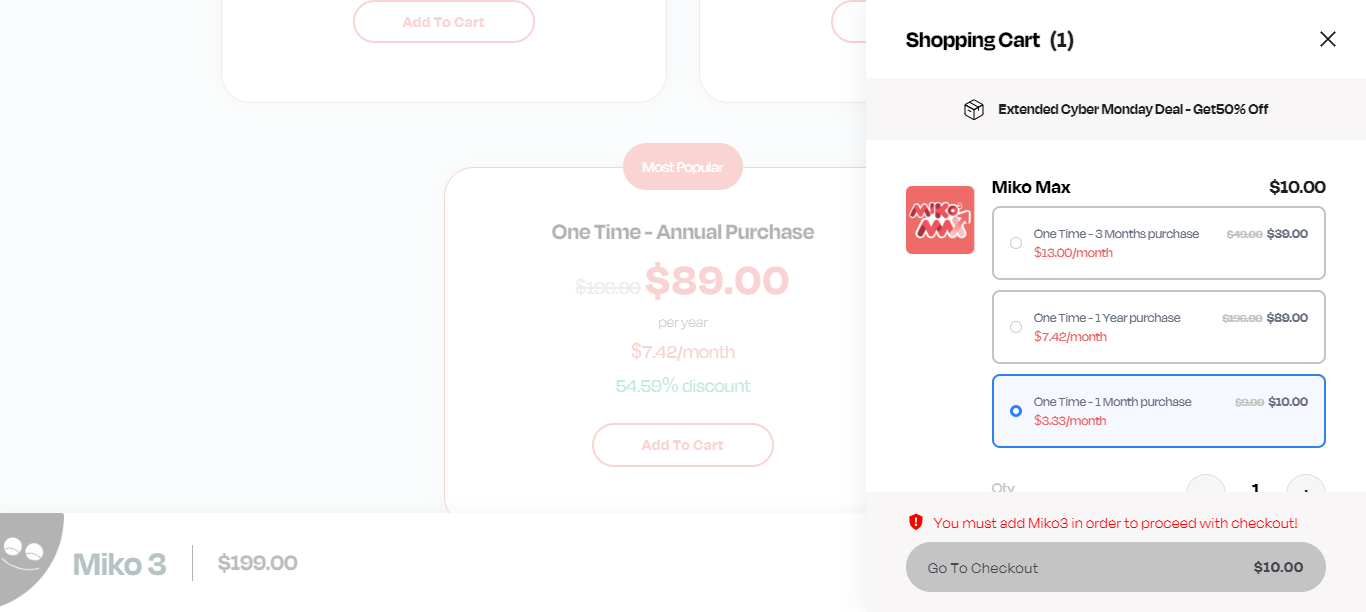 Add To Cart
Most Popular
One Time - Annual Purchase
$196.00 $89.00
per year
$7.42/month
54.59% discount
Add To Cart
Miko 3
$199.00
Shopping Cart (1)
Extended Cyber Monday Deal - Get50% Off
MIKO MAX
Miko Max
$10.00
One Time - 3 Months purchase
$49.00 $39.00
$13.00/month
One Time - 1 Year purchase
$196.00 $89.00
$7.42/month
One Time - 1 Month purchase
$9.00 $10.00
$3.33/month
Qty
1
You must add Miko3 in order to proceed with checkout!
Go To Checkout
$10.00